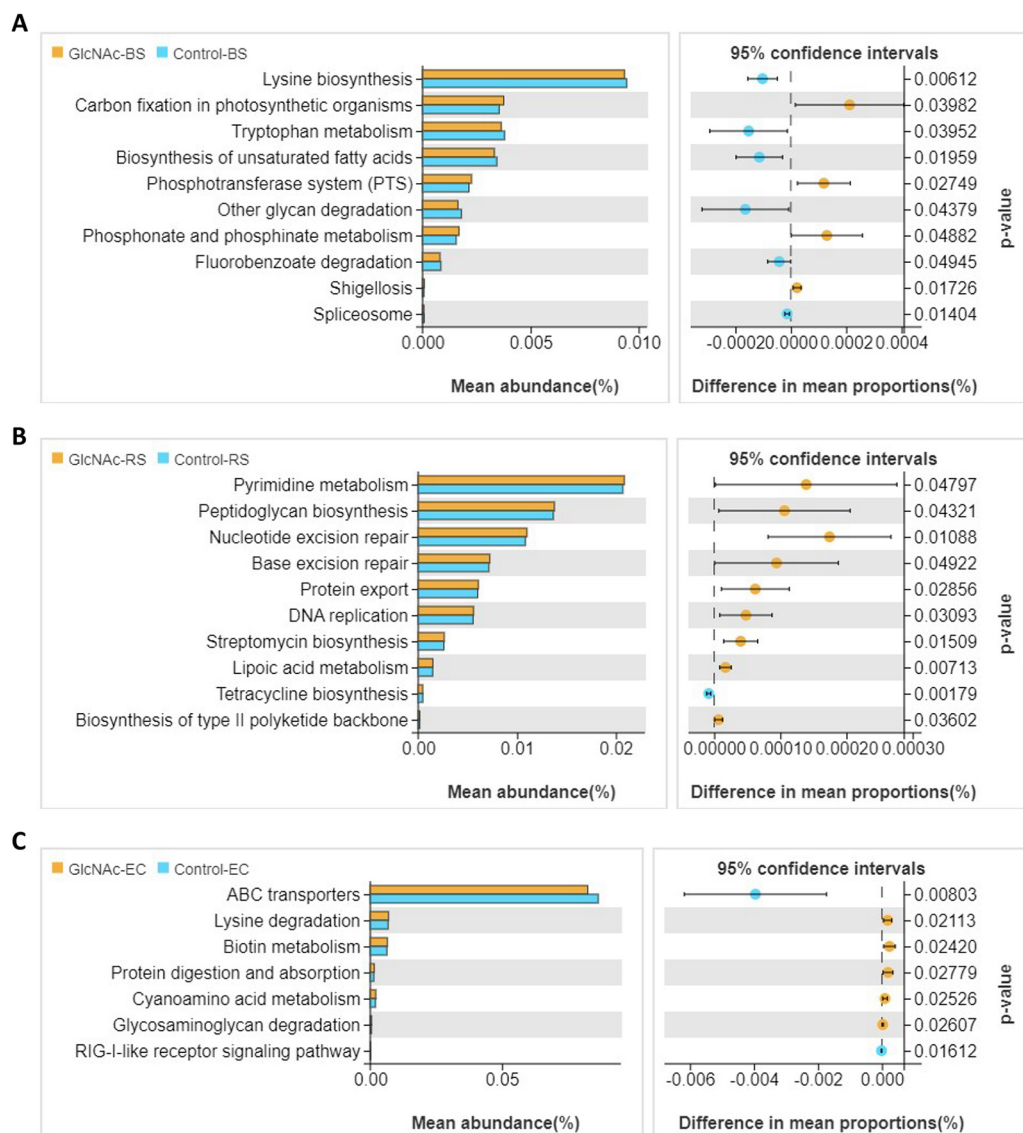 A
GlcNAc-BS Control-BS
95% confidence intervals
Lysine biosynthesis 0.00612
Carbon fixation in photosynthetic organisms 0.03982
Tryptophan metabolism 0.03952
Biosynthesis of unsaturated fatty acids 0.01959
Phosphotransferase system (PTS) 0.02749
Other glycan degradation 0.04379
Phosphonate and phosphinate metabolism 0.04882
Fluorobenzoate degradation 0.04945
Shigellosis 0.01726
Spliceosome 0.01404
p-value
0.000 0.005 0.010 -0.0002 0.0000 0.0002 0.0004
Mean abundance(%) Difference in mean proportions(%)
B
GlcNAc-RS Control-RS
95% confidence intervals
Pyrimidine metabolism 0.04797
Peptidoglycan biosynthesis 0.04321
Nucleotide excision repair 0.01088
Base excision repair 0.04922
Protein export 0.02856
DNA replication 0.03093
Streptomycin biosynthesis 0.01509
Lipoic acid metabolism 0.00713
Tetracycline biosynthesis 0.00179
Biosynthesis of type II polyketide backbone 0.03602
p-value
0.00 0.01 0.02 0.00000 0.00010 0.00020 0.00030
Mean abundance(%) Difference in mean proportions(%)
C
GlcNAc-EC Control-EC
95% confidence intervals
ABC transporters 0.00803
Lysine degradation 0.02113
Biotin metabolism 0.02420
Protein digestion and absorption 0.02779
Cyanoamino acid metabolism 0.02526
Glycosaminoglycan degradation 0.02607
RIG-I-like receptor signaling pathway 0.01612
p-value
0.00 0.05 -0.006 -0.004 -0.002 0.000
Mean abundance(%) Difference in mean proportions(%)